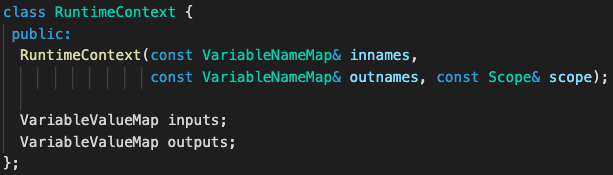 class RuntimeContext {
 public:
  RuntimeContext(const VariableNameMap& innames,
                 const VariableNameMap& outnames, const Scope& scope);

  VariableValueMap inputs;
  VariableValueMap outputs;
};